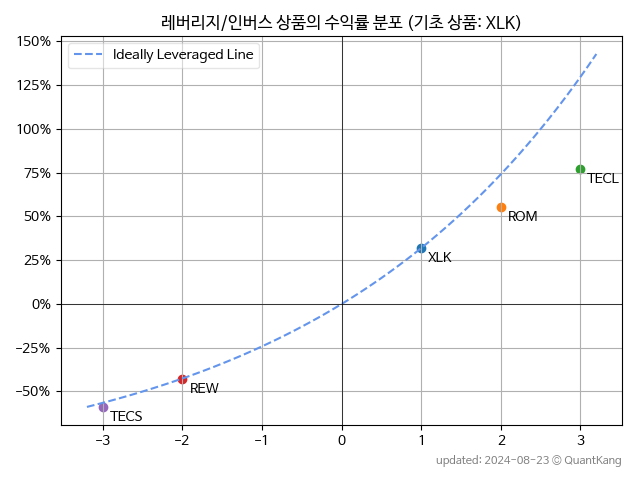 레버리지/인버스 상품의 수익률 분포 (기초 상품: XLK)
150%
Ideally Leveraged Line
125%
100%
75%
TECL
50%
ROM
25%
XLK
0%
−25%
REW
−50%
TECS
−3 −2 −1 0 1 2 3
updated: 2024-08-23 © QuantKang